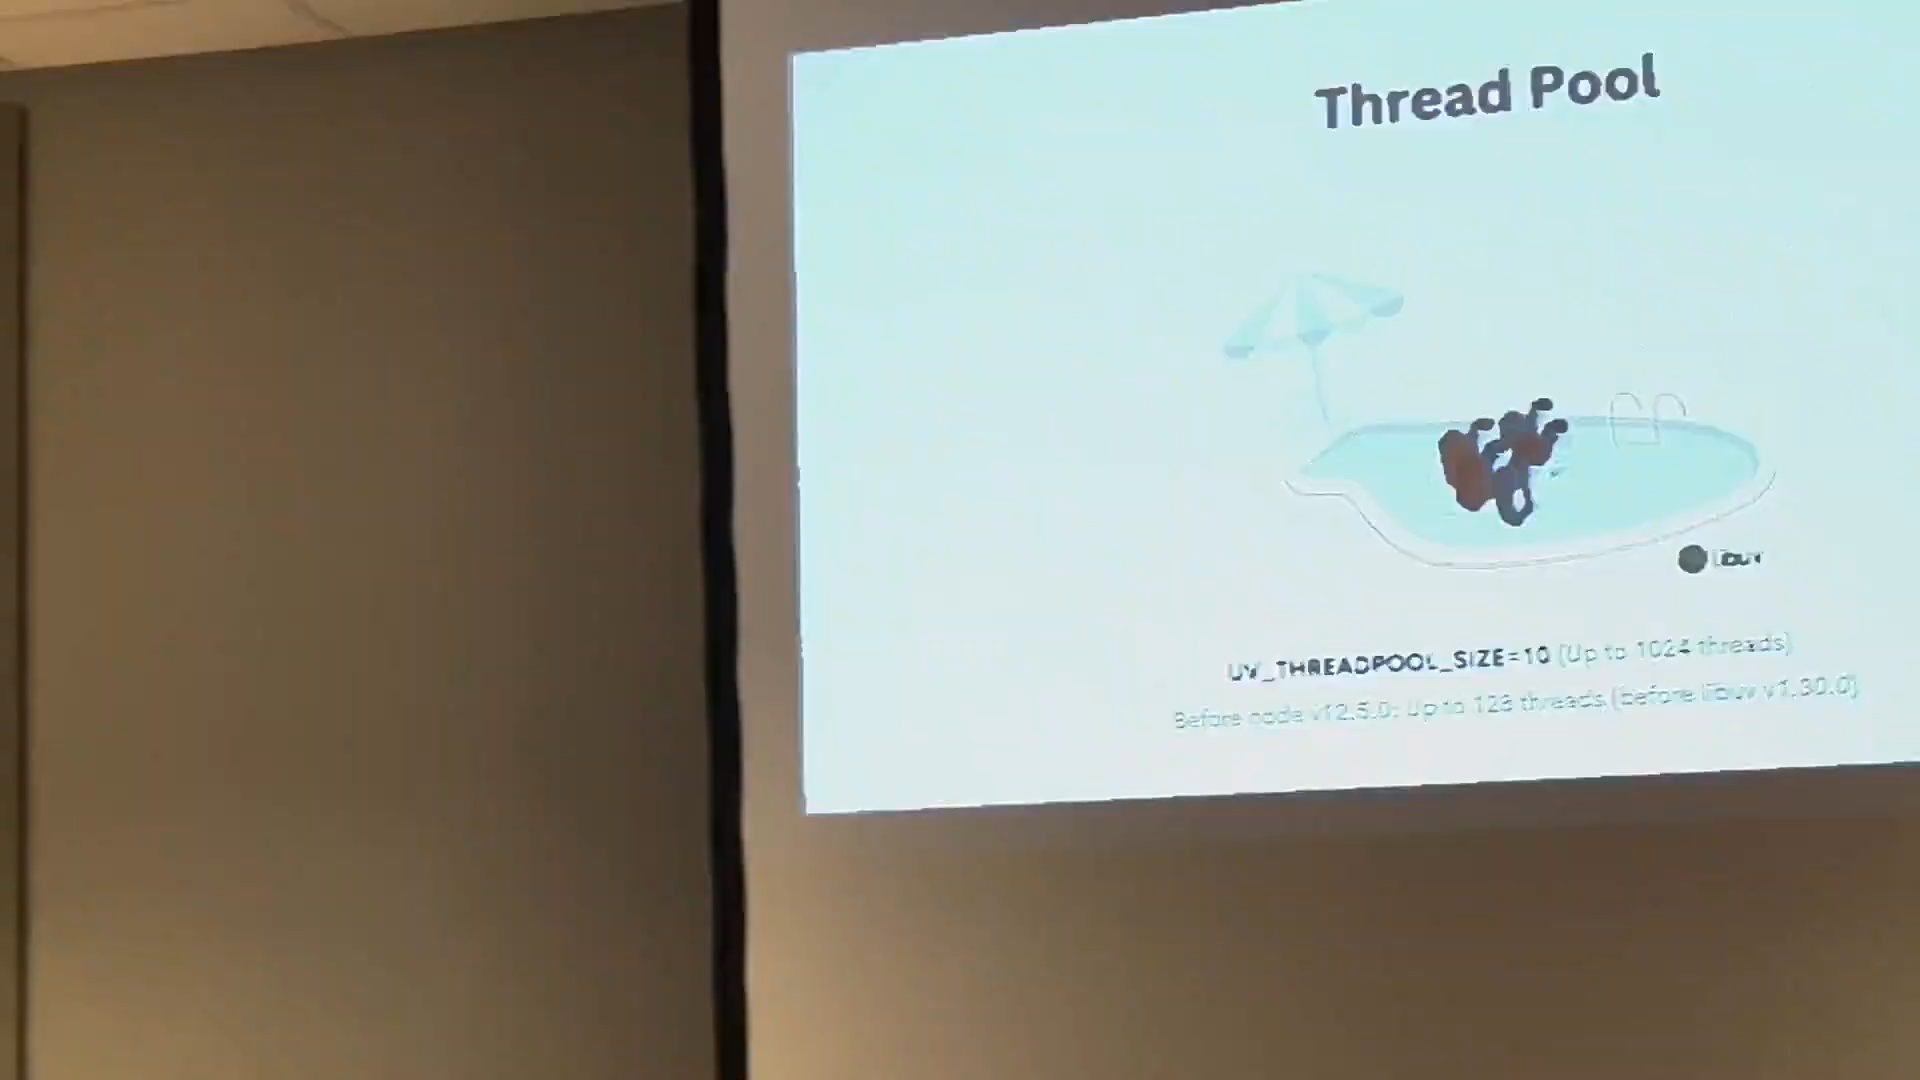 Thread Pool
Libuv
UV_THREADPOOL_SIZE=10 (Up to 1024 threads)
Before node v12.5.0: Up to 128 threads (before libuv v1.30.0)